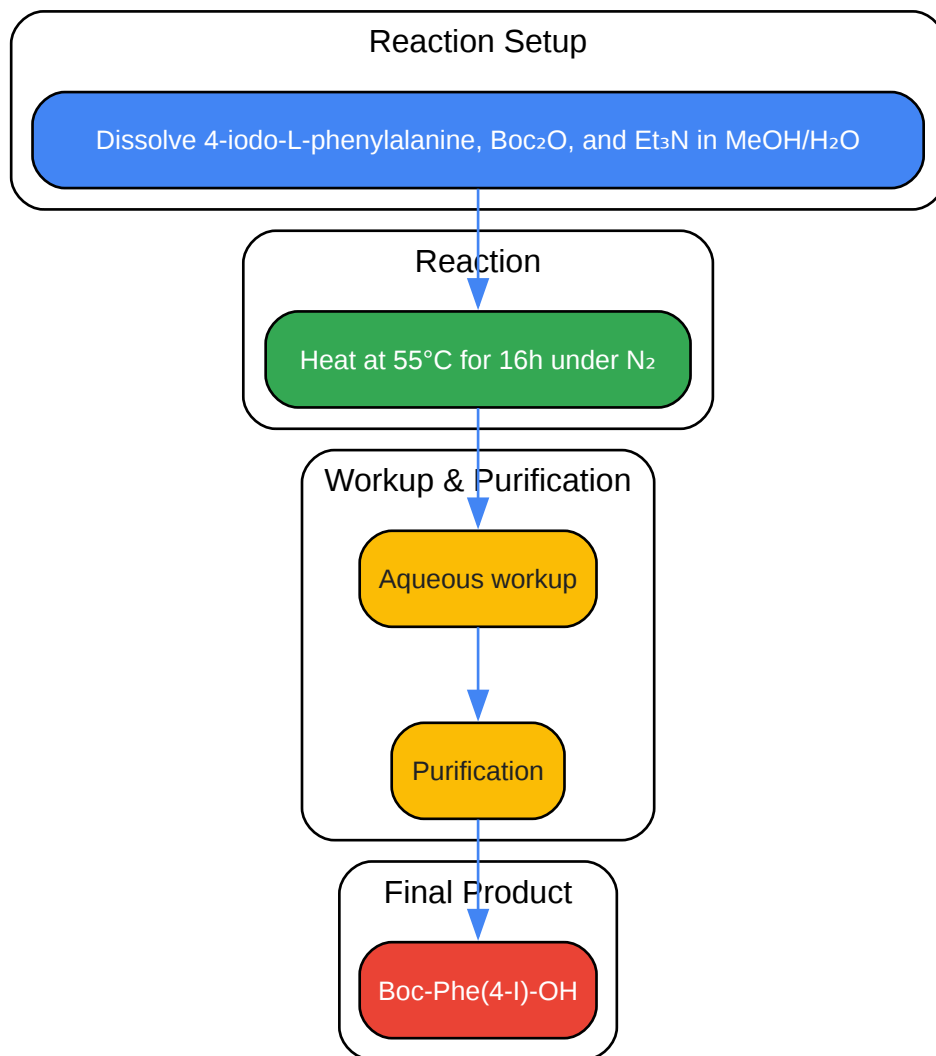 Reaction Setup
Dissolve 4-iodo-L-phenylalanine, Boc₂O, and Et₃N in MeOH/H₂O
Reaction
Heat at 55°C for 16h under N₂
Workup & Purification
Aqueous workup
Purification
Final Product
Boc-Phe(4-I)-OH